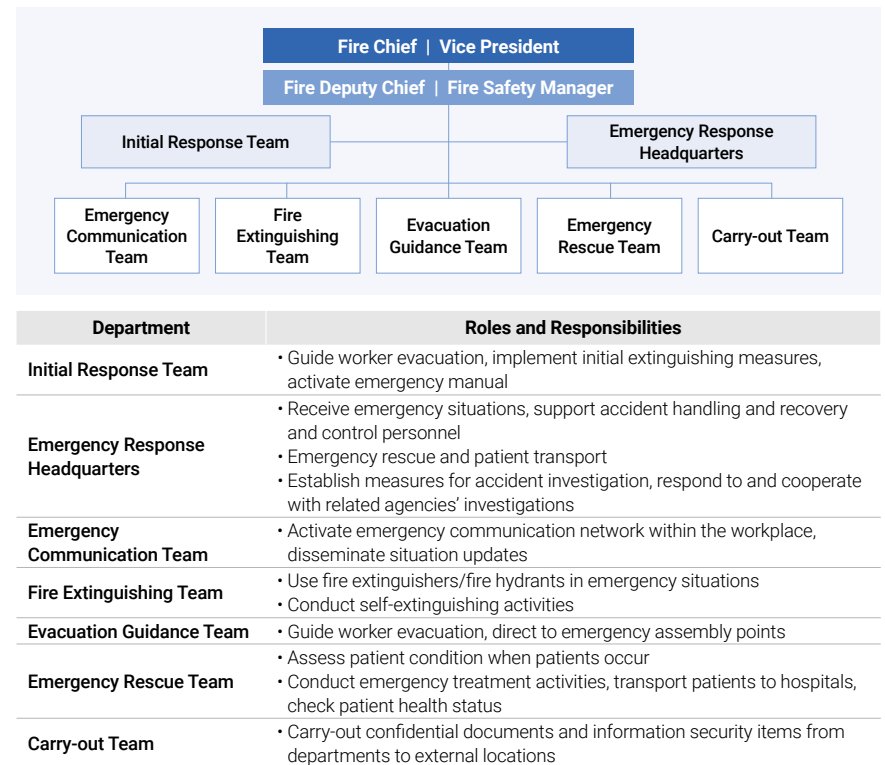 Fire Chief | Vice President
Fire Deputy Chief | Fire Safety Manager
Initial Response Team
Emergency Response
Headquarters
Emergency
Communication
Team
Fire
Extinguishing
Team
Evacuation
Guidance Team
Emergency
Rescue Team
Carry-out Team
Department
Roles and Responsibilities
Initial Response Team
• Guide worker evacuation, implement initial extinguishing measures,
activate emergency manual
Emergency Response
Headquarters
• Receive emergency situations, support accident handling and recovery
and control personnel
• Emergency rescue and patient transport
• Establish measures for accident investigation, respond to and cooperate
with related agencies’ investigations
Emergency
Communication Team
• Activate emergency communication network within the workplace,
disseminate situation updates
Fire Extinguishing Team
• Use fire extinguishers/fire hydrants in emergency situations
• Conduct self-extinguishing activities
Evacuation Guidance Team
• Guide worker evacuation, direct to emergency assembly points
Emergency Rescue Team
• Assess patient condition when patients occur
• Conduct emergency treatment activities, transport patients to hospitals,
check patient health status
Carry-out Team
• Carry-out confidential documents and information security items from
departments to external locations